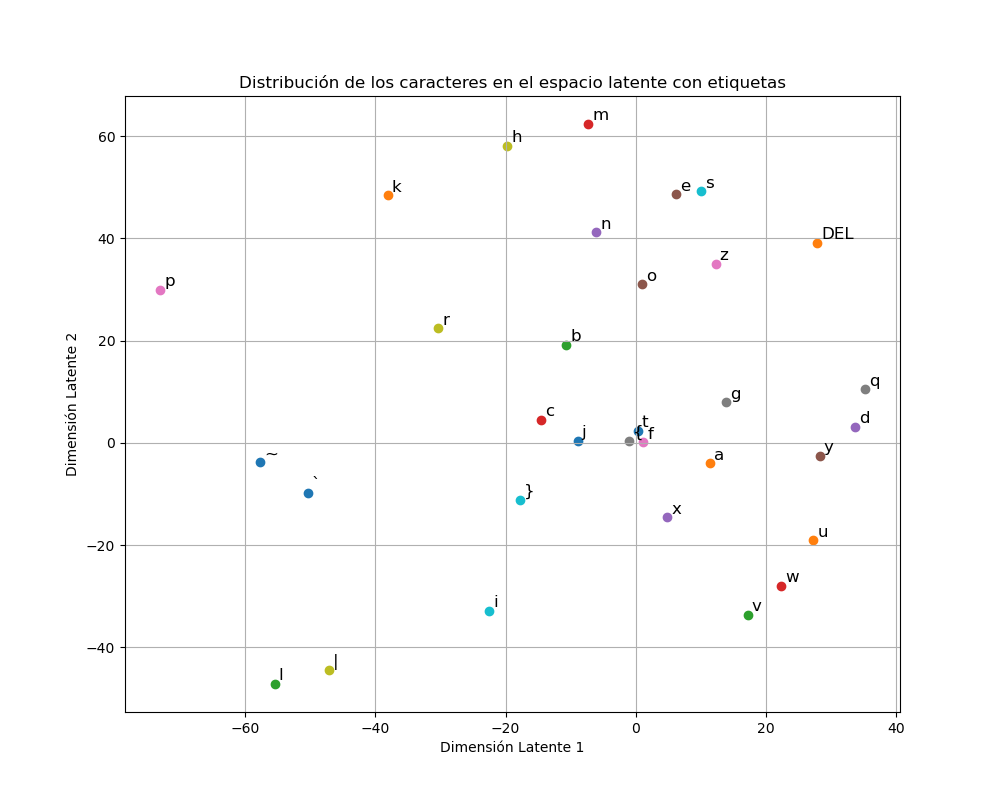 Distribución de los caracteres en el espacio latente con etiquetas
m
h
e
s
k
n
DEL
z
o
p
r
b
q
g
c
d
t
j
{
f
y
~
a
`
}
x
u
w
i
v
|
l
60
40
20
0
−20
−40
Dimensión Latente 2
−60
−40
−20
0
20
40
Dimensión Latente 1